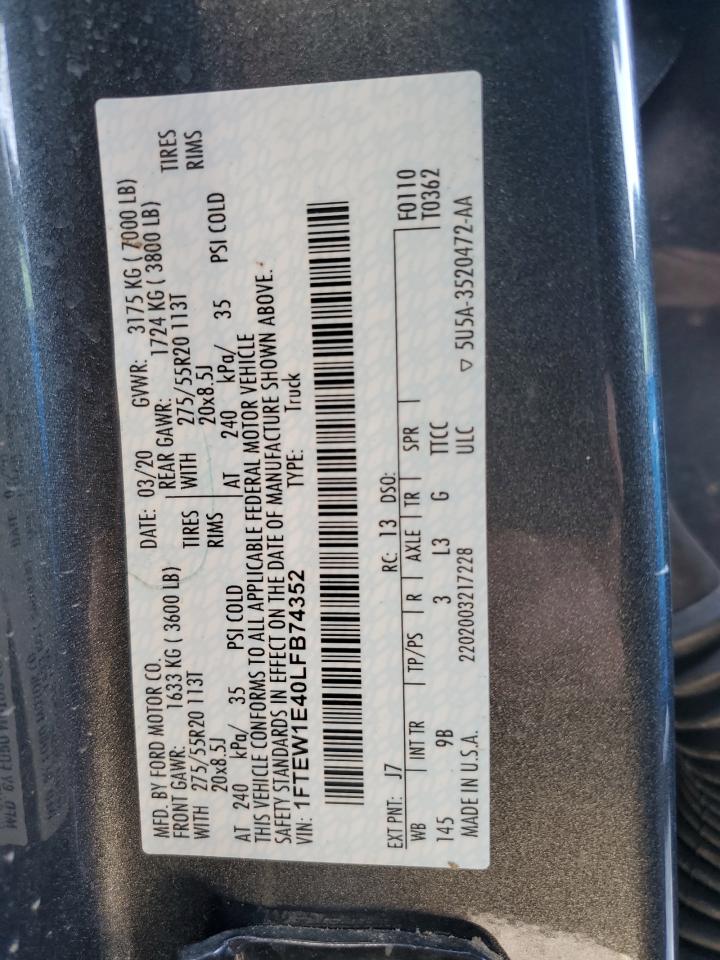 MFD. BY FORD MOTOR CO.
DATE: 03/20 GVWR: 3175 KG ( 7000 LB)
FRONT GAWR: 1633 KG ( 3600 LB)
REAR GAWR: 1724 KG ( 3800 LB)
WITH 275/55R20 113T TIRES
WITH 275/55R20 113T TIRES
20x8.5J RIMS
20x8.5J RIMS
AT 240 kPa/ 35 PSI COLD
AT 240 kPa/ 35 PSI COLD
THIS VEHICLE CONFORMS TO ALL APPLICABLE FEDERAL MOTOR VEHICLE
SAFETY STANDARDS IN EFFECT ON THE DATE OF MANUFACTURE SHOWN ABOVE.
VIN: 1FTEW1E40LFB74352 TYPE: Truck
EXT PNT: J7 RC: 13 DSO: F0110
WB INT TR TP/PS R AXLE TR SPR T0362
145 9B 3 L3 G TTCC
MADE IN U.S.A. 2202003217228 ULC ▽ 5U5A-3520472-AA